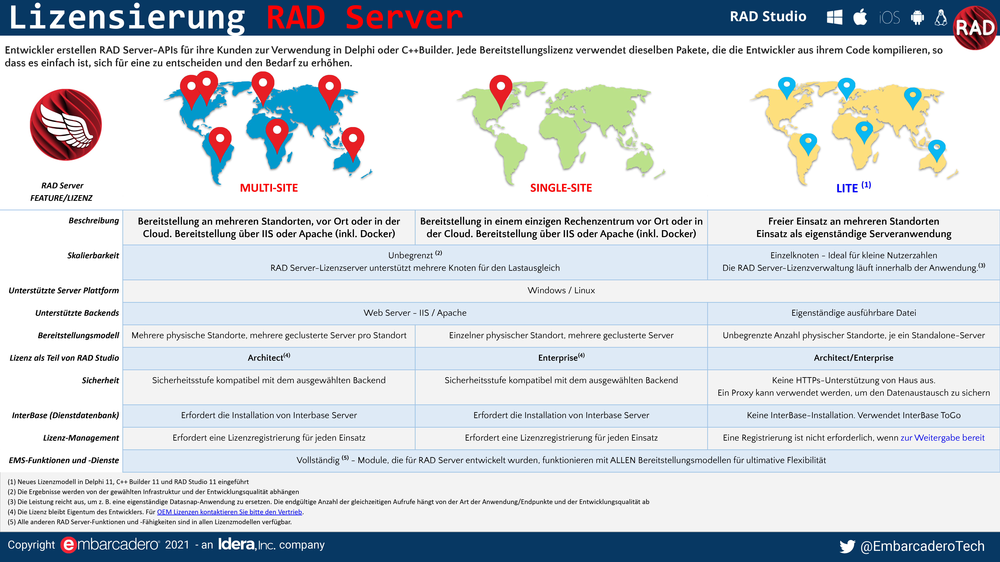 Lizensierung RAD Server
RAD Studio
iOS
RAD
Entwickler erstellen RAD Server-APIs für ihre Kunden zur Verwendung in Delphi oder C++Builder. Jede Bereitstellungslizenz verwendet dieselben Pakete, die die Entwickler aus ihrem Code kompilieren, so
dass es einfach ist, sich für eine zu entscheiden und den Bedarf zu erhöhen.
RAD Server
FEATURE/LIZENZ
MULTI-SITE
SINGLE-SITE
LITE (1)
Beschreibung
Bereitstellung an mehreren Standorten, vor Ort oder in der
Cloud. Bereitstellung über IIS oder Apache (inkl. Docker)
Bereitstellung in einem einzigen Rechenzentrum vor Ort oder in
der Cloud. Bereitstellung über IIS oder Apache (inkl. Docker)
Freier Einsatz an mehreren Standorten
Einsatz als eigenständige Serveranwendung
Skalierbarkeit
Unbegrenzt (2)
RAD Server-Lizenzserver unterstützt mehrere Knoten für den Lastausgleich
Einzelknoten - Ideal für kleine Nutzerzahlen
Die RAD Server-Lizenzverwaltung läuft innerhalb der Anwendung.(3)
Unterstützte Server Plattform
Windows / Linux
Unterstützte Backends
Web Server - IIS / Apache
Eigenständige ausführbare Datei
Bereitstellungsmodell
Mehrere physische Standorte, mehrere geclusterte Server pro Standort
Einzelner physischer Standort, mehrere geclusterte Server
Unbegrenzte Anzahl physischer Standorte, je ein Standalone-Server
Lizenz als Teil von RAD Studio
Architect(4)
Enterprise(4)
Architect/Enterprise
Sicherheit
Sicherheitsstufe kompatibel mit dem ausgewählten Backend
Sicherheitsstufe kompatibel mit dem ausgewählten Backend
Keine HTTPs-Unterstützung von Haus aus.
Ein Proxy kann verwendet werden, um den Datenaustausch zu sichern
InterBase (Dienstdatenbank)
Erfordert die Installation von Interbase Server
Erfordert die Installation von Interbase Server
Keine InterBase-Installation. Verwendet InterBase ToGo
Lizenz-Management
Erfordert eine Lizenzregistrierung für jeden Einsatz
Erfordert eine Lizenzregistrierung für jeden Einsatz
Eine Registrierung ist nicht erforderlich, wenn zur Weitergabe bereit
EMS-Funktionen und -Dienste
Vollständig (5) - Module, die für RAD Server entwickelt wurden, funktionieren mit ALLEN Bereitstellungsmodellen für ultimative Flexibilität
(1) Neues Lizenzmodell in Delphi 11, C++ Builder 11 und RAD Studio 11 eingeführt
(2) Die Ergebnisse werden von der gewählten Infrastruktur und der Entwicklungsqualität abhängen
(3) Die Leistung reicht aus, um z. B. eine eigenständige Datasnap-Anwendung zu ersetzen. Die endgültige Anzahl der gleichzeitigen Aufrufe hängt von der Art der Anwendung/Endpunkte und der Entwicklungsqualität ab
(4) Die Lizenz bleibt Eigentum des Entwicklers. Für OEM Lizenzen kontaktieren Sie bitte den Vertrieb.
(5) Alle anderen RAD Server-Funktionen und -Fähigkeiten sind in allen Lizenzmodellen verfügbar.
Copyright embarcadero® 2021 - an Idera, Inc. company
@EmbarcaderoTech